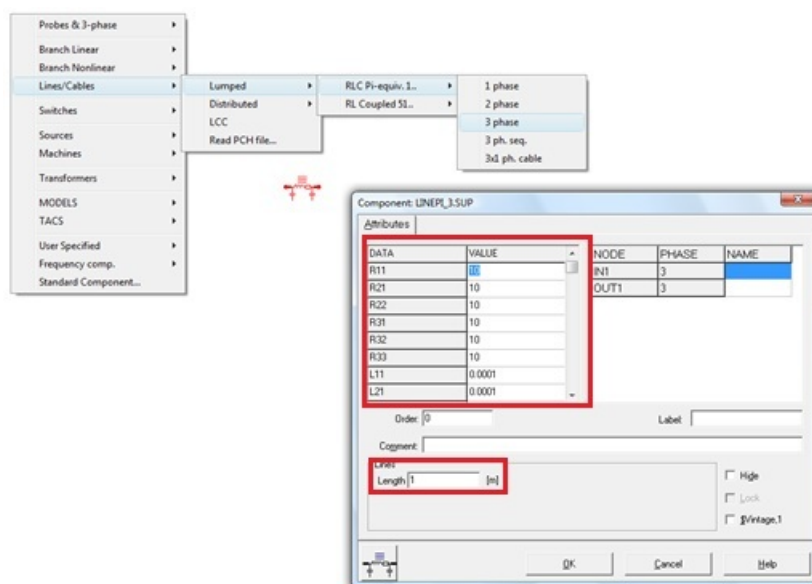 Probes & 3-phase
Branch Linear
Branch Nonlinear
Lines/Cables
Switches
Sources
Machines
Transformers
MODELS
TACS
User Specified
Frequency comp.
Standard Component...
Lumped
Distributed
LCC
Read PCH file...
RLC Pi-equiv. 1..
RL Coupled 51..
1 phase
2 phase
3 phase
3 ph. seq.
3x1 ph. cable
Component: LINEPI_3.SUP
Attributes
DATA VALUE
R11 10
R21 10
R22 10
R31 10
R32 10
R33 10
L11 0.0001
L21 0.0001
NODE PHASE NAME
IN1 3
OUT1 3
Order: 0
Label:
Comment:
Lines
Length 1 [m]
Hide
Lock
$Vintage,1
OK
Cancel
Help